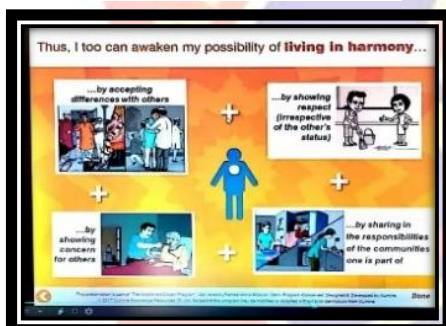 Thus, I too can awaken my possibility of living in harmony...
...by accepting
differences with others
...by showing
respect
(irrespective
of the other's
status)
...by
showing
concern
for others
...by sharing in
the responsibilities
of the communities
one is part of
Done